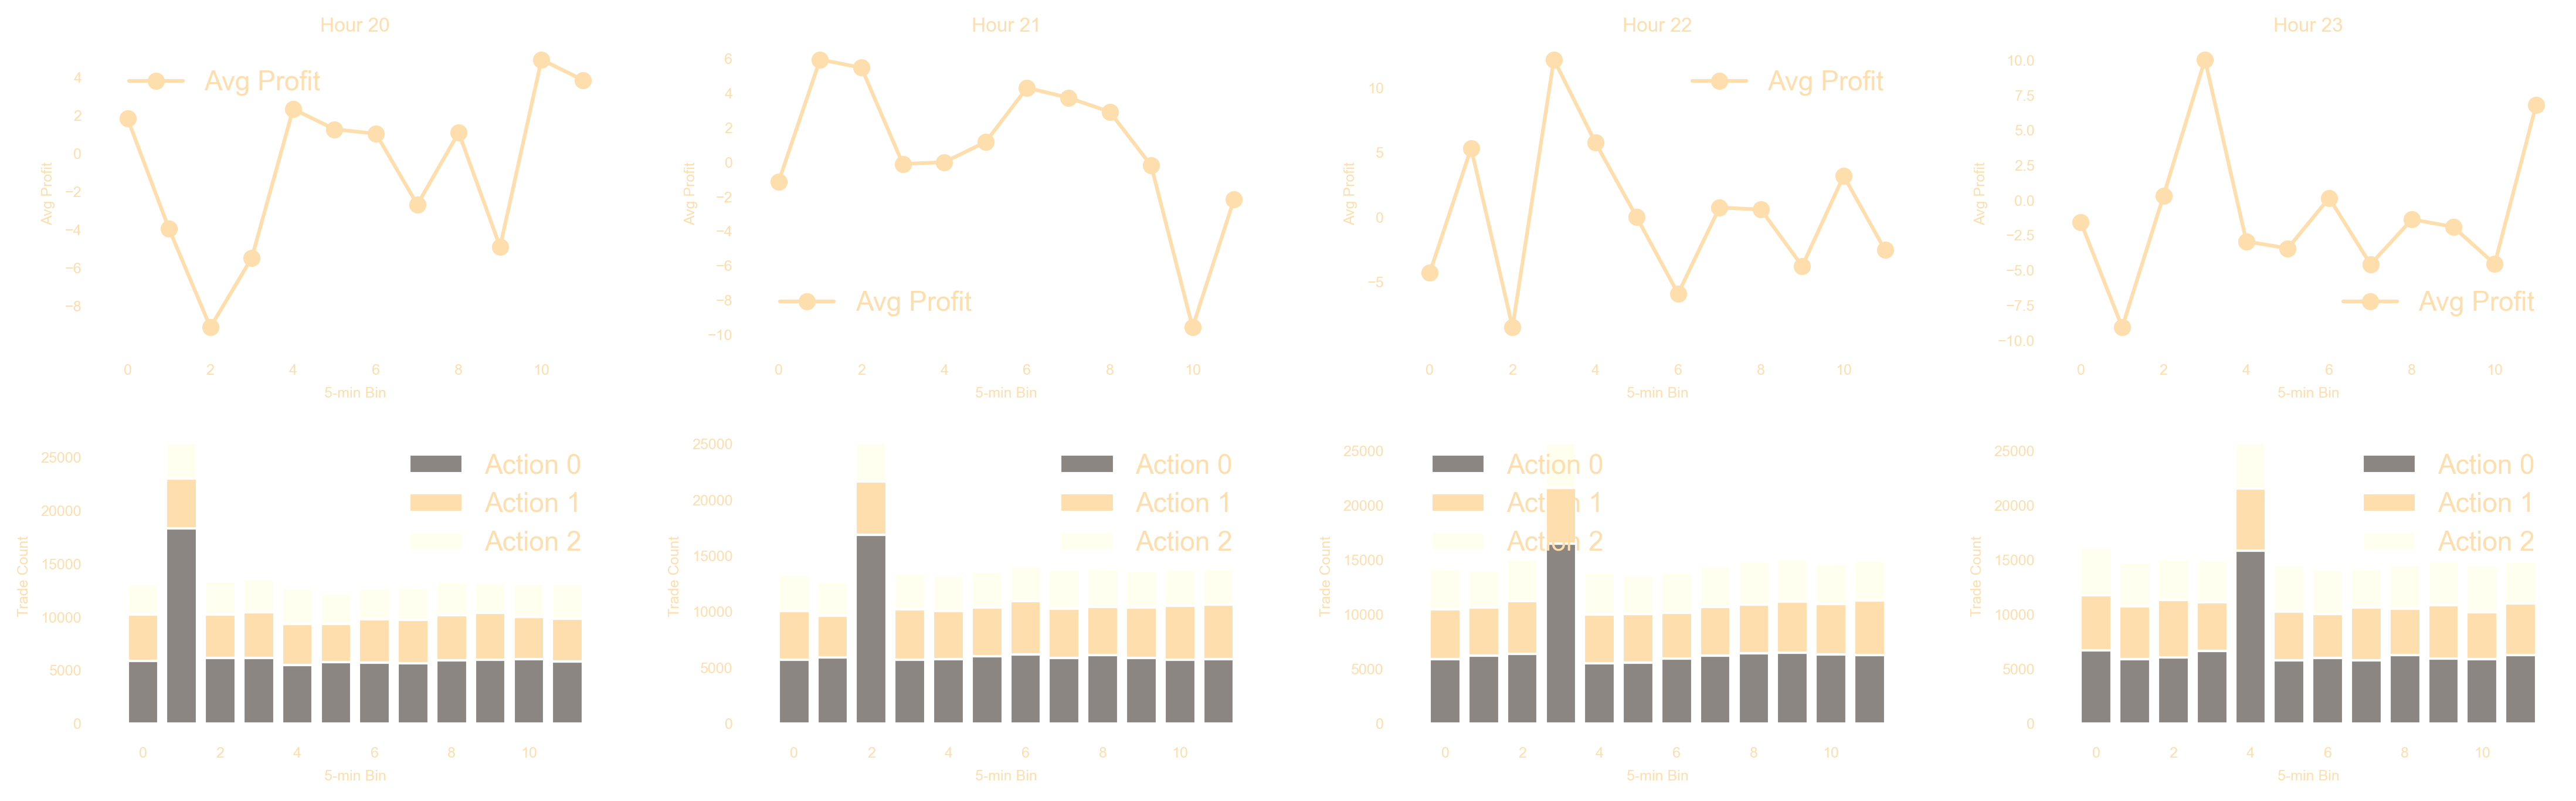 Hour 20
Avg Profit
4
2
0
−2
−4
−6
−8
Avg Profit
0 2 4 6 8 10
5-min Bin
Hour 21
Avg Profit
6
4
2
0
−2
−4
−6
−8
−10
Avg Profit
0 2 4 6 8 10
5-min Bin
Hour 22
Avg Profit
10
5
0
−5
Avg Profit
0 2 4 6 8 10
5-min Bin
Hour 23
10.0
7.5
5.0
2.5
0.0
−2.5
−5.0
−7.5
−10.0
Avg Profit
Avg Profit
0 2 4 6 8 10
5-min Bin
25000
20000
15000
10000
5000
0
Trade Count
Action 0
Action 1
Action 2
0 2 4 6 8 10
5-min Bin
25000
20000
15000
10000
5000
0
Trade Count
Action 0
Action 1
Action 2
0 2 4 6 8 10
5-min Bin
25000
20000
15000
10000
5000
0
Trade Count
Action 0
Action 1
Action 2
0 2 4 6 8 10
5-min Bin
25000
20000
15000
10000
5000
0
Trade Count
Action 0
Action 1
Action 2
0 2 4 6 8 10
5-min Bin